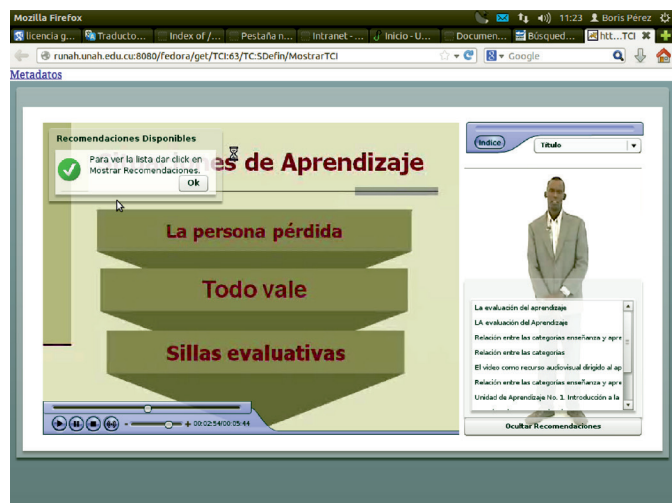 Mozilla Firefox
11:23 Boris Pérez
licencia g... Traducto... Index of /... Pestaña n... Intranet - ... Inicio - U... Documen... Búsqued... htt...TCI
runah.unah.edu.cu:8080/fedora/get/TCI:63/TC:SDefin/MostrarTCI
Google
Metadatos
Recomendaciones Disponibles
Para ver la lista dar click en
Mostrar Recomendaciones.
Ok
es de Aprendizaje
La persona pérdida
Todo vale
Sillas evaluativas
00:02:54/00:05:44
Indice
Título
La evaluación del aprendizaje
LA evaluación del Aprendizaje
Relación entre las categorías enseñanza y apre
Relación entre las categorías
El video como recurso audiovisual dirigido al ap
Relación entre las categorías enseñanza y apre
Unidad de Aprendizaje No. 1. Introducción a la
Ocultar Recomendaciones